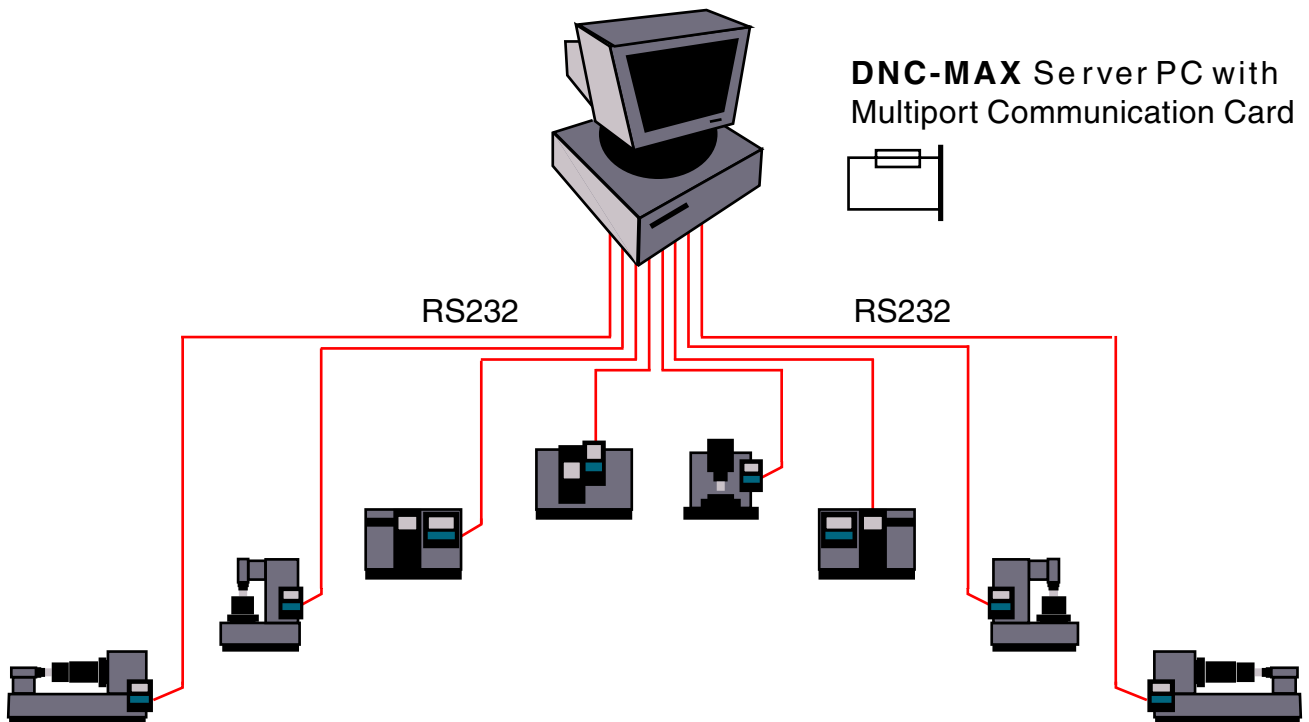 DNC-MAX Server PC with
Multiport Communication Card
RS232
RS232